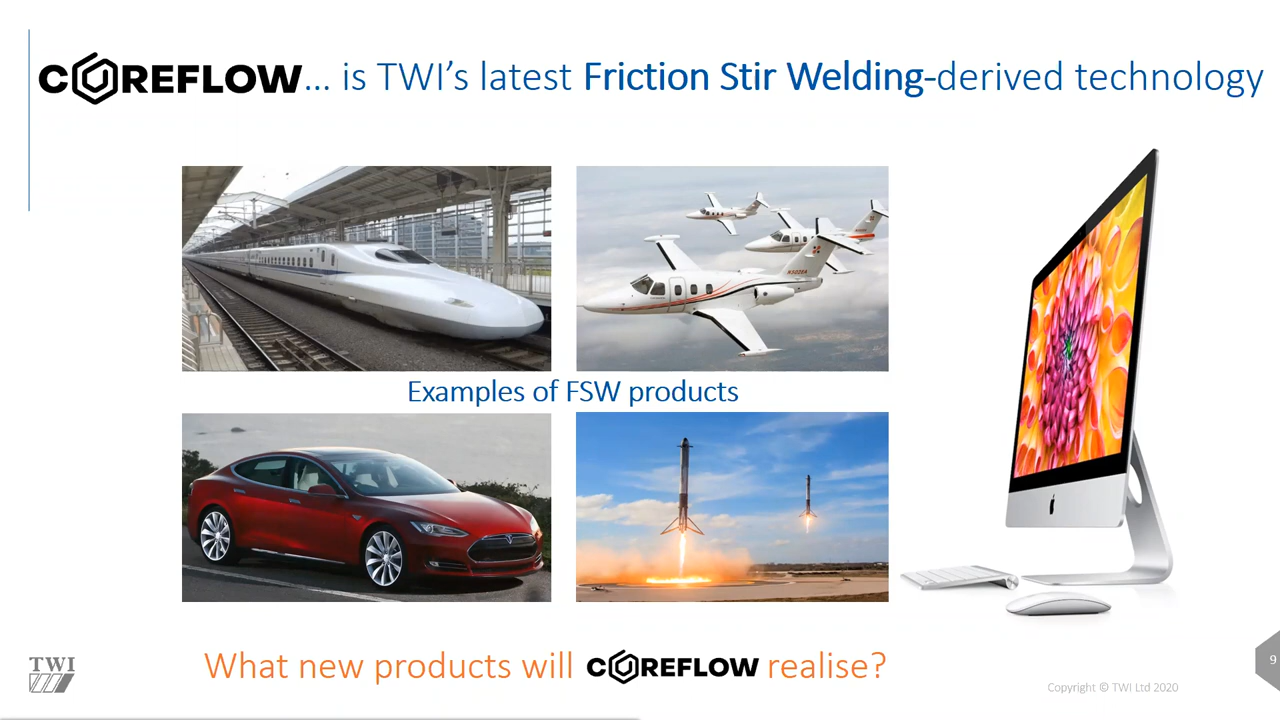 COREFLOW... is TWI's latest Friction Stir Welding-derived technology
Examples of FSW products
What new products will COREFLOW realise?
TWI
Copyright © TWI Ltd 2020
9